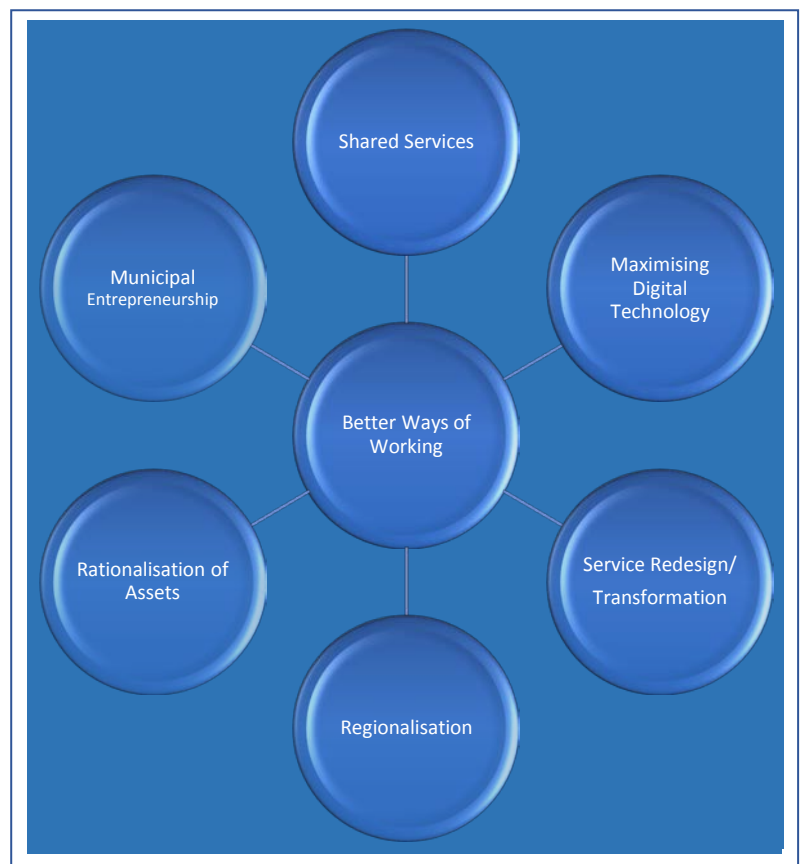 Shared Services
Municipal
Entrepreneurship
Maximising
Digital
Technology
Better Ways of
Working
Rationalisation of
Assets
Service Redesign/
Transformation
Regionalisation